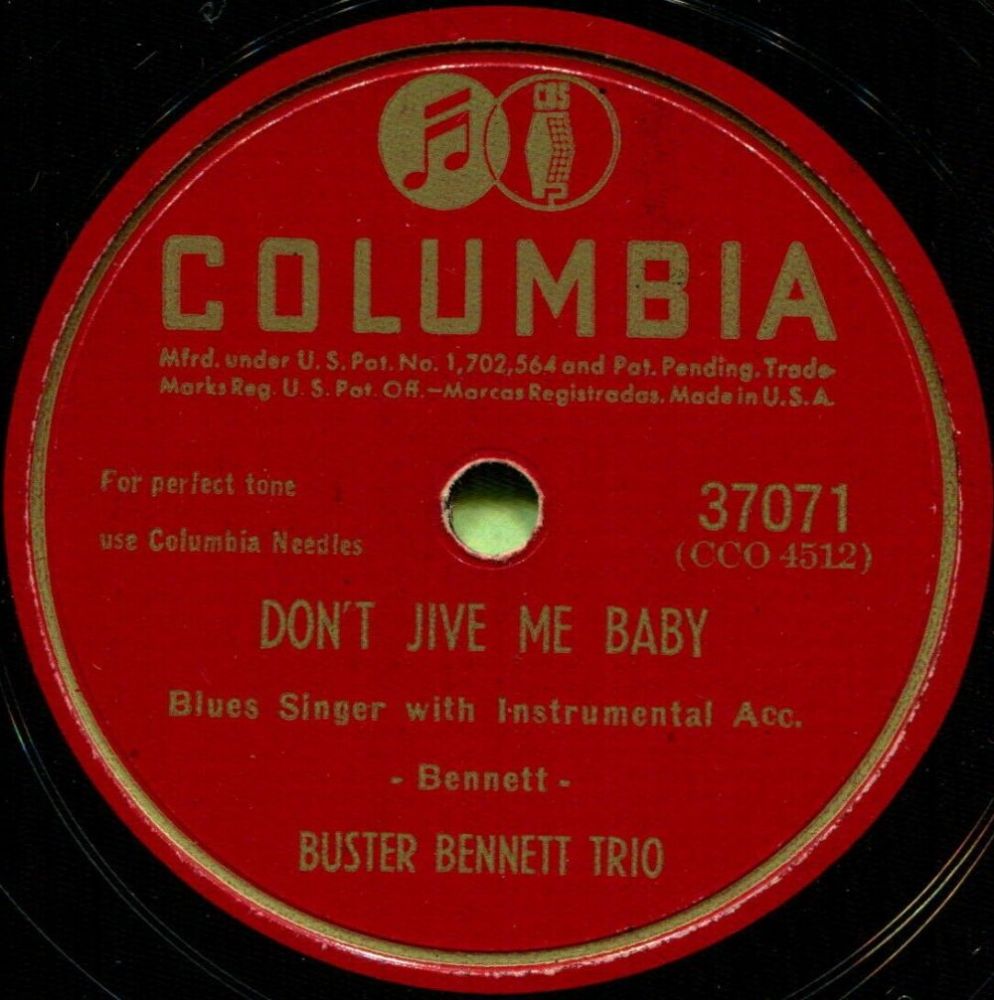 CBS
COLUMBIA
Mfrd. under U. S. Pat. No. 1,702,564 and Pat. Pending. Trade
Marks Reg. U. S. Pat. Off. —Marcas Registradas. Made in U. S. A.
For perfect tone
use Columbia Needles
37071
(CCO 4512)
DON'T JIVE ME BABY
Blues Singer with Instrumental Acc.
- Bennett -
BUSTER BENNETT TRIO